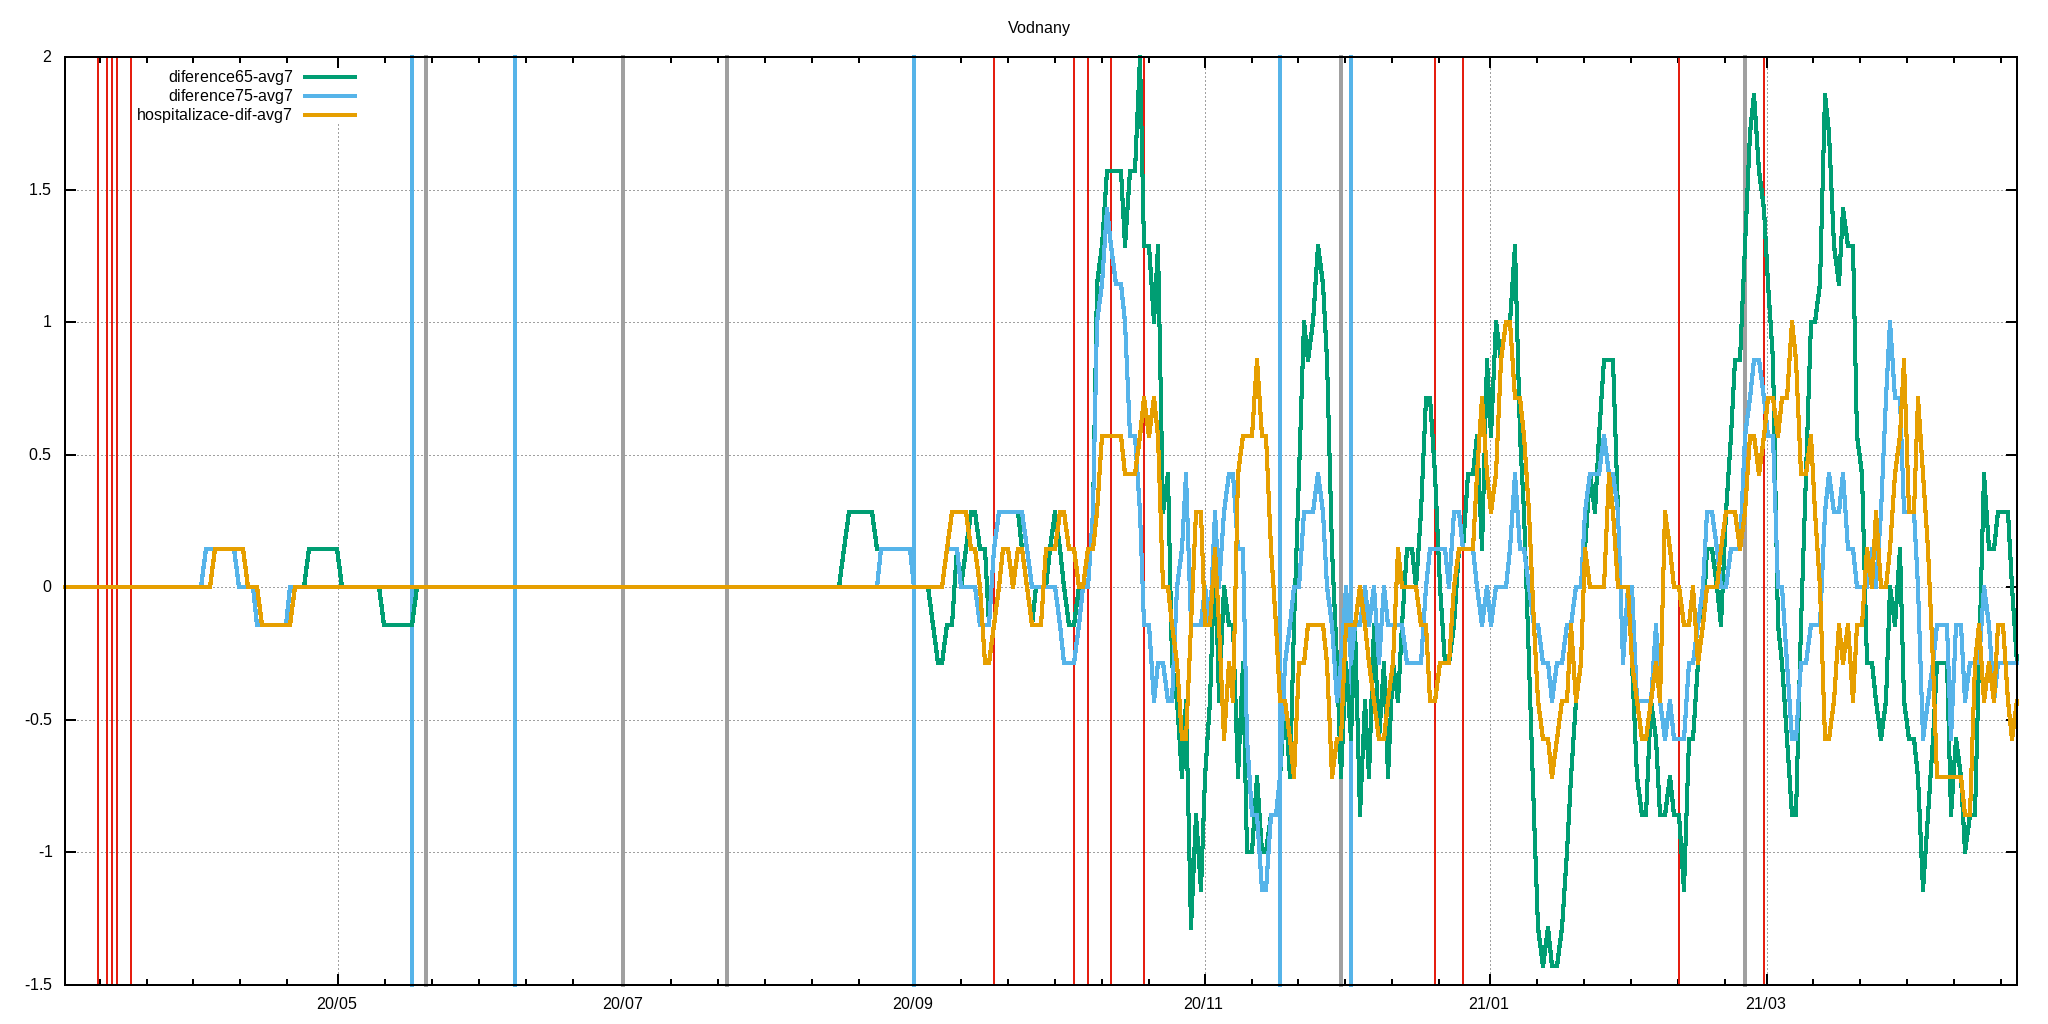 Vodnany
diference65-avg7
diference75-avg7
hospitalizace-dif-avg7
2
1.5
1
0.5
0
-0.5
-1
-1.5
20/05 20/07 20/09 20/11 21/01 21/03